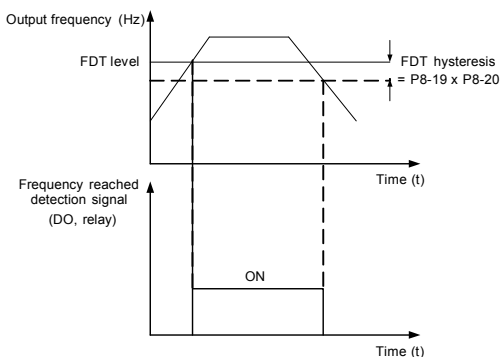 Output frequency (Hz)
FDT level
FDT hysteresis
= P8-19 x P8-20
Time (t)
Frequency reached
detection signal
(DO, relay)
ON
Time (t)